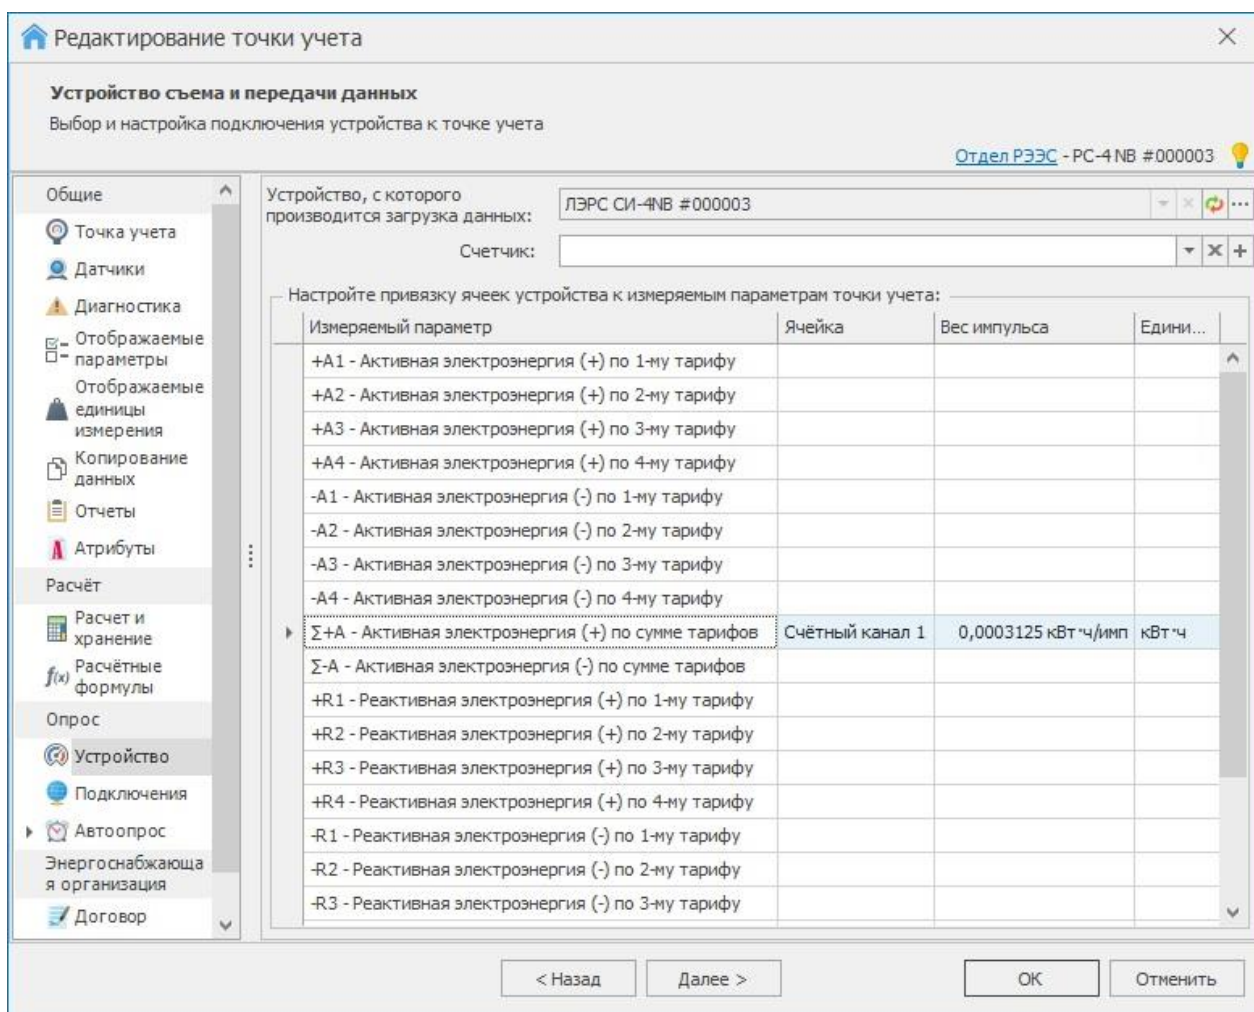 Редактирование точки учета
Устройство съема и передачи данных
Выбор и настройка подключения устройства к точке учета
Отдел РЭЭС - РС-4 NB #000003
Общие
Точка учета
Датчики
Диагностика
Отображаемые
параметры
Отображаемые
единицы
измерения
Копирование
данных
Отчеты
Атрибуты
Расчёт
Расчет и
хранение
Расчётные
формулы
Опрос
Устройство
Подключения
Автоопрос
Энергоснабжающа
я организация
Договор
Устройство, с которого
производится загрузка данных:
ЛЭРС СИ-4NB #000003
Счетчик:
Настройте привязку ячеек устройства к измеряемым параметрам точки учета:
Измеряемый параметр Ячейка Вес импульса Едини...
+A1 - Активная электроэнергия (+) по 1-му тарифу
+A2 - Активная электроэнергия (+) по 2-му тарифу
+A3 - Активная электроэнергия (+) по 3-му тарифу
+A4 - Активная электроэнергия (+) по 4-му тарифу
-A1 - Активная электроэнергия (-) по 1-му тарифу
-A2 - Активная электроэнергия (-) по 2-му тарифу
-A3 - Активная электроэнергия (-) по 3-му тарифу
-A4 - Активная электроэнергия (-) по 4-му тарифу
Σ+A - Активная электроэнергия (+) по сумме тарифов Счётный канал 1 0,0003125 кВт·ч/имп кВт·ч
Σ-A - Активная электроэнергия (-) по сумме тарифов
+R1 - Реактивная электроэнергия (+) по 1-му тарифу
+R2 - Реактивная электроэнергия (+) по 2-му тарифу
+R3 - Реактивная электроэнергия (+) по 3-му тарифу
+R4 - Реактивная электроэнергия (+) по 4-му тарифу
-R1 - Реактивная электроэнергия (-) по 1-му тарифу
-R2 - Реактивная электроэнергия (-) по 2-му тарифу
-R3 - Реактивная электроэнергия (-) по 3-му тарифу
< Назад
Далее >
ОК
Отменить